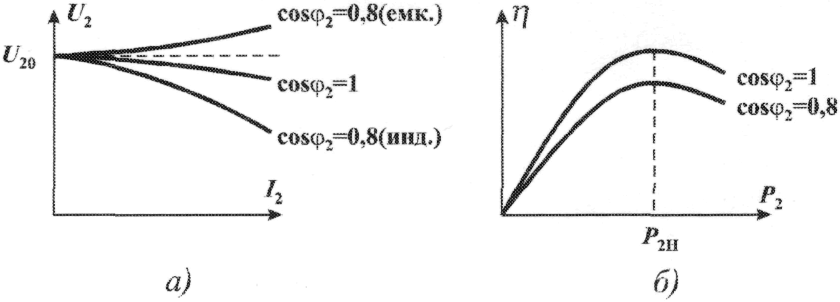 U₂
cosφ₂=0,8(емк.)
U₂₀
cosφ₂=1
cosφ₂=0,8(инд.)
I₂
а)
η
cosφ₂=1
cosφ₂=0,8
P₂
P₂Н
б)